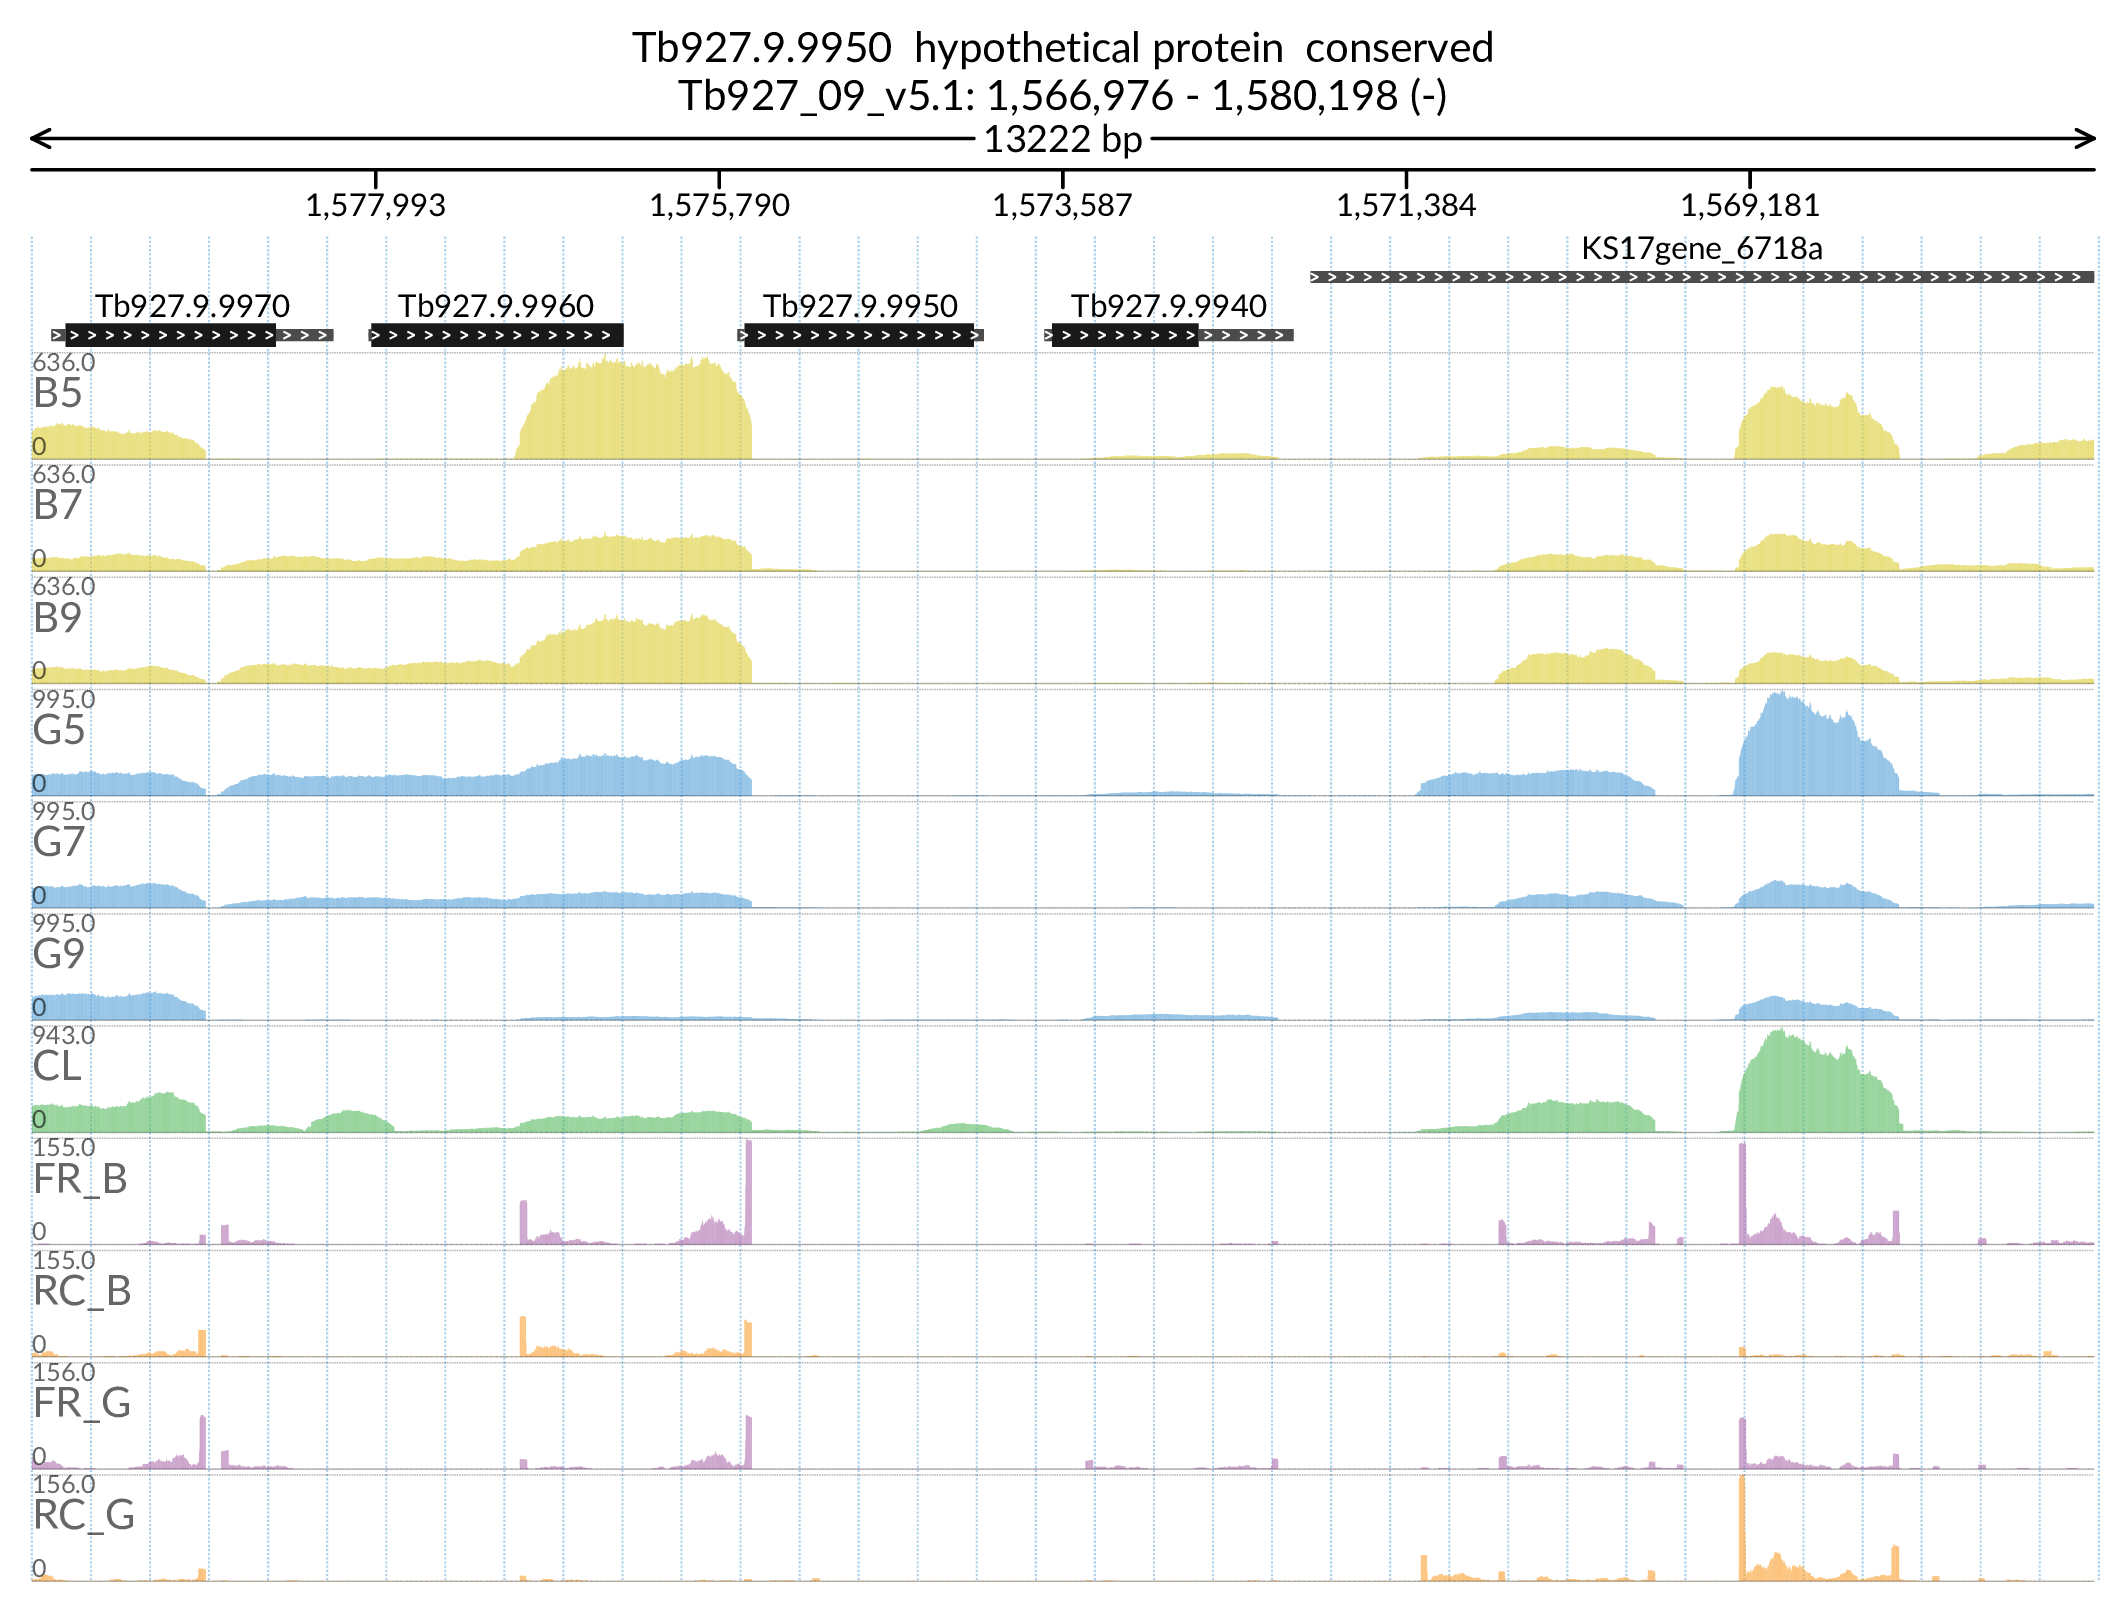 Tb927.9.9950  hypothetical protein  conserved
Tb927_09_v5.1: 1,566,976 - 1,580,198 (-)
13222 bp
1,577,993 1,575,790 1,573,587 1,571,384 1,569,181
KS17gene_6718a
Tb927.9.9970 Tb927.9.9960 Tb927.9.9950 Tb927.9.9940
636.0
B5
0
636.0
B7
0
636.0
B9
0
995.0
G5
0
995.0
G7
0
995.0
G9
0
943.0
CL
0
155.0
FR_B
0
155.0
RC_B
0
156.0
FR_G
0
156.0
RC_G
0